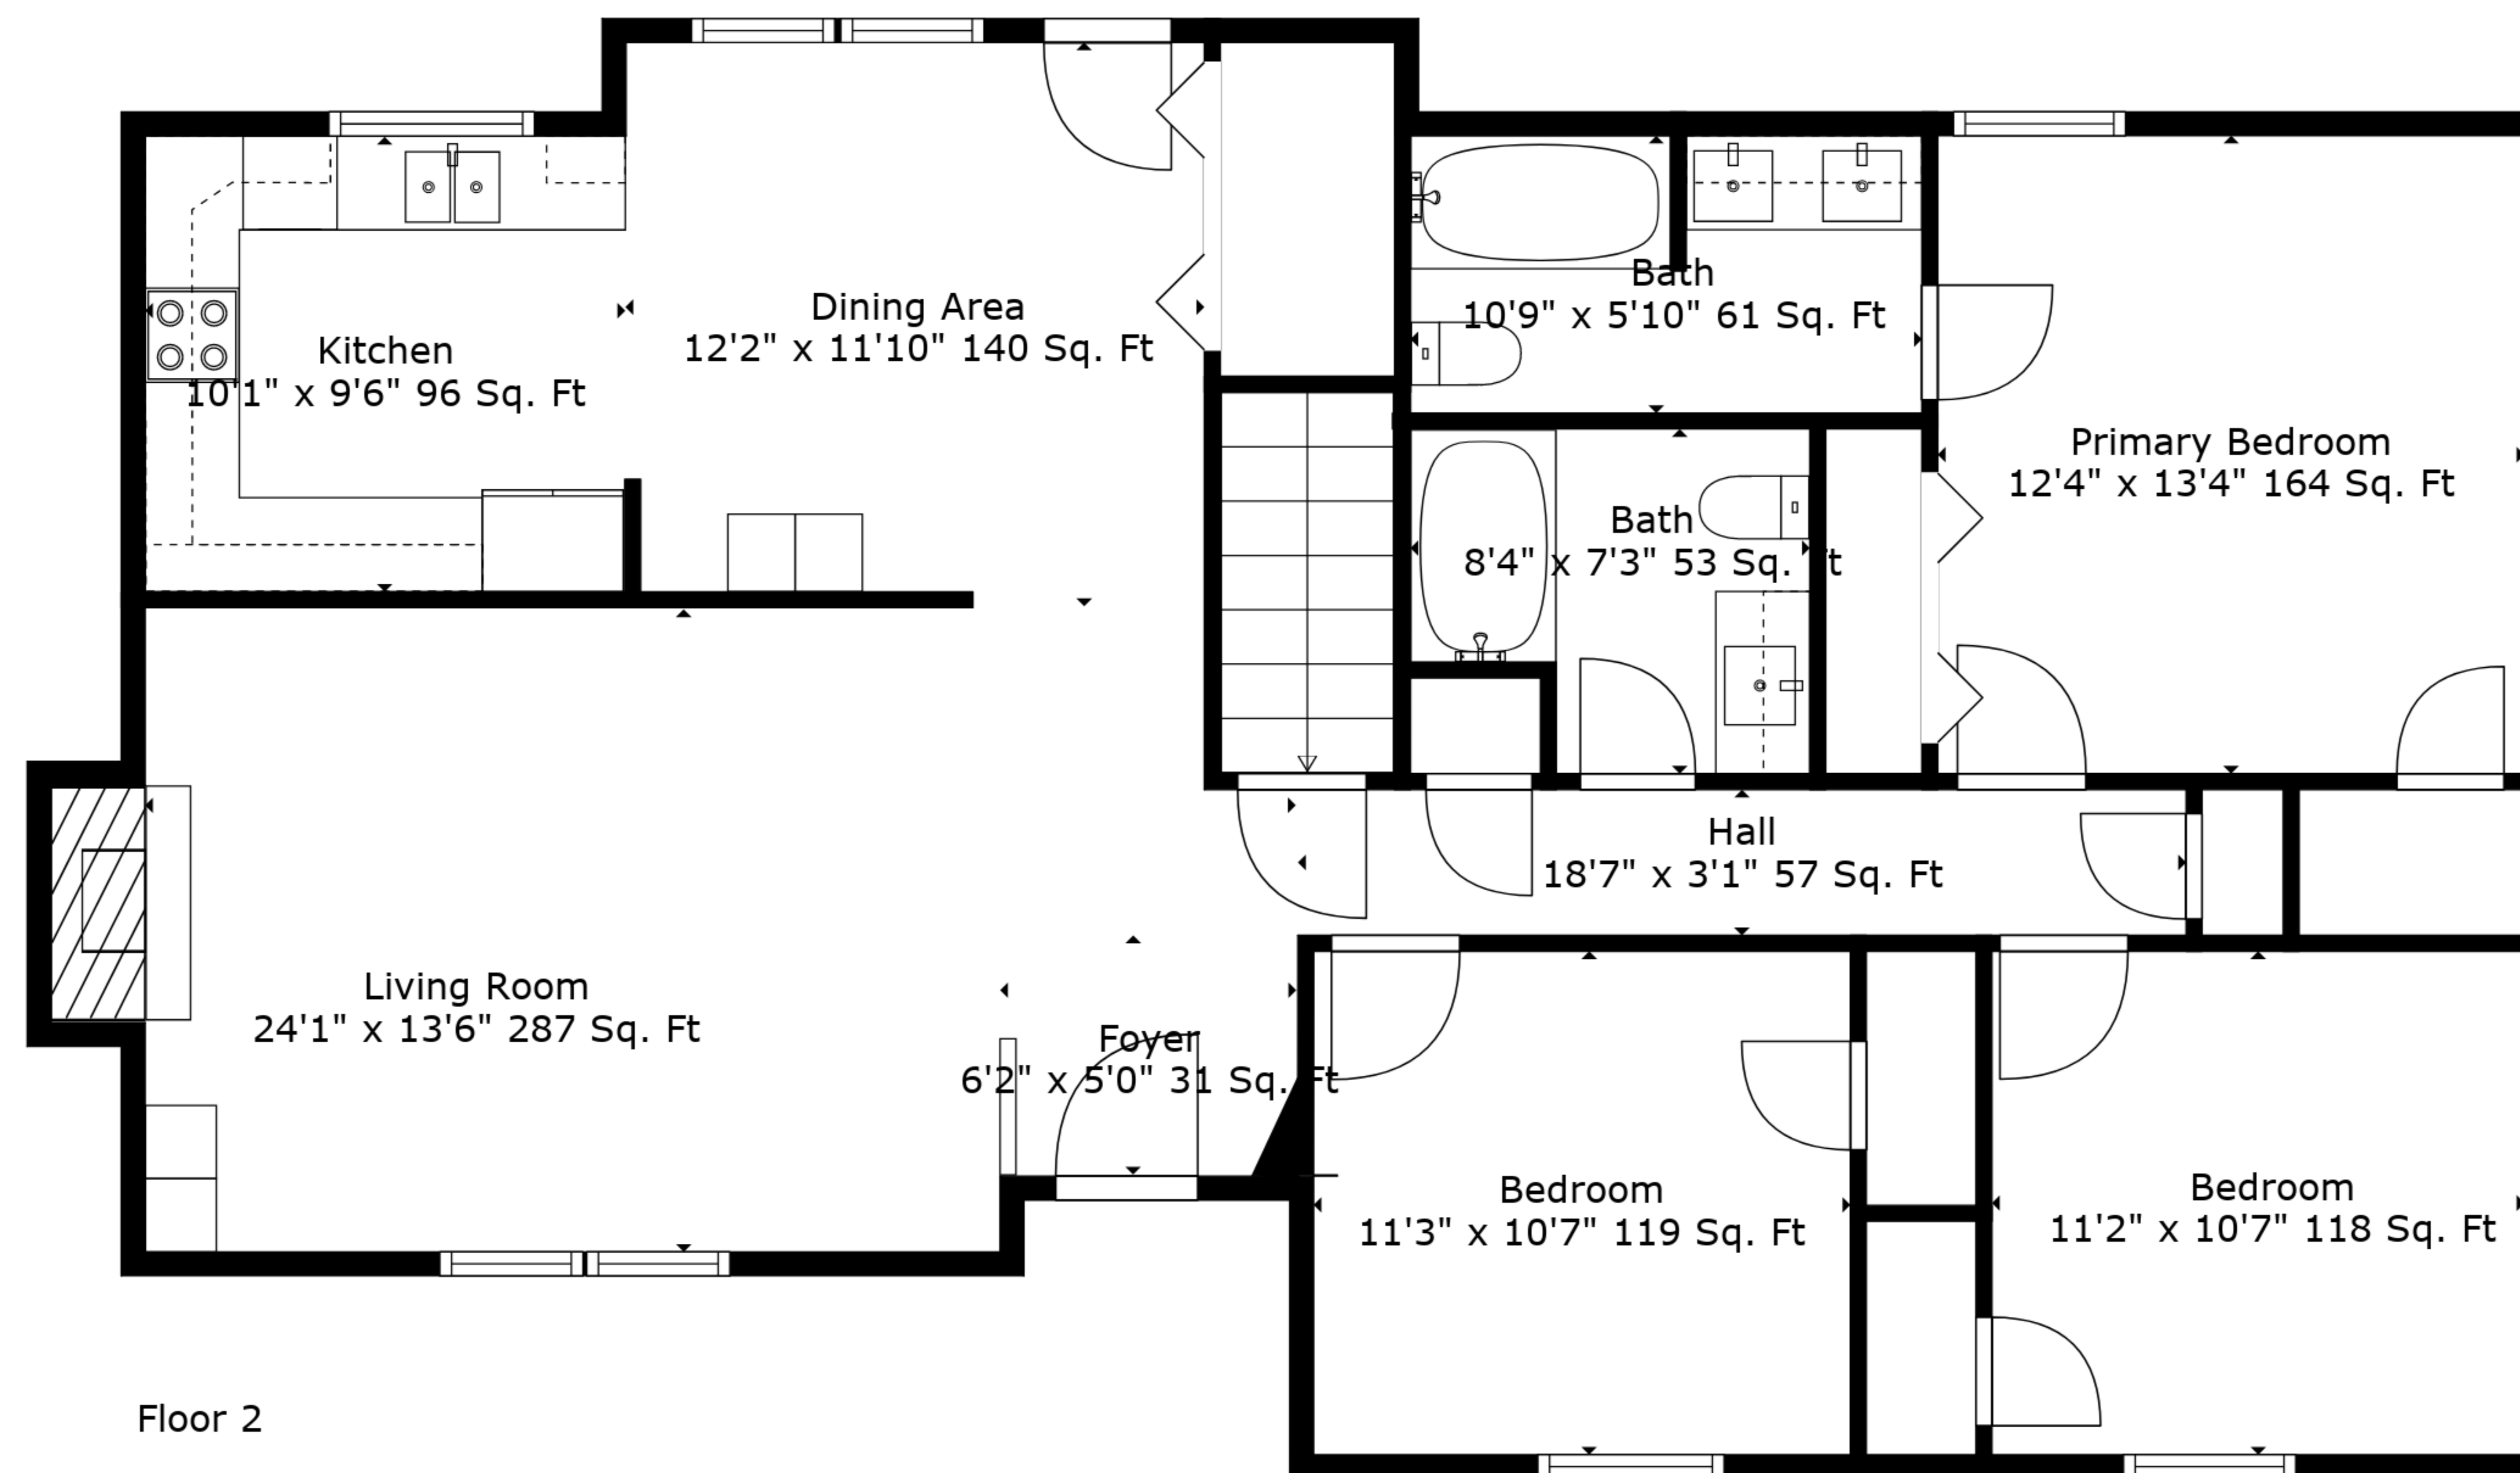 Dining Area
12'2" x 11'10" 140 Sq. Ft
Kitchen
10'1" x 9'6" 96 Sq. Ft
Bath
10'9" x 5'10" 61 Sq. Ft
Primary Bedroom
12'4" x 13'4" 164 Sq. Ft
Bath
8'4" x 7'3" 53 Sq. Ft
Hall
18'7" x 3'1" 57 Sq. Ft
Living Room
24'1" x 13'6" 287 Sq. Ft
Foyer
6'2" x 5'0" 31 Sq. Ft
Bedroom
11'3" x 10'7" 119 Sq. Ft
Bedroom
11'2" x 10'7" 118 Sq. Ft
Floor 2